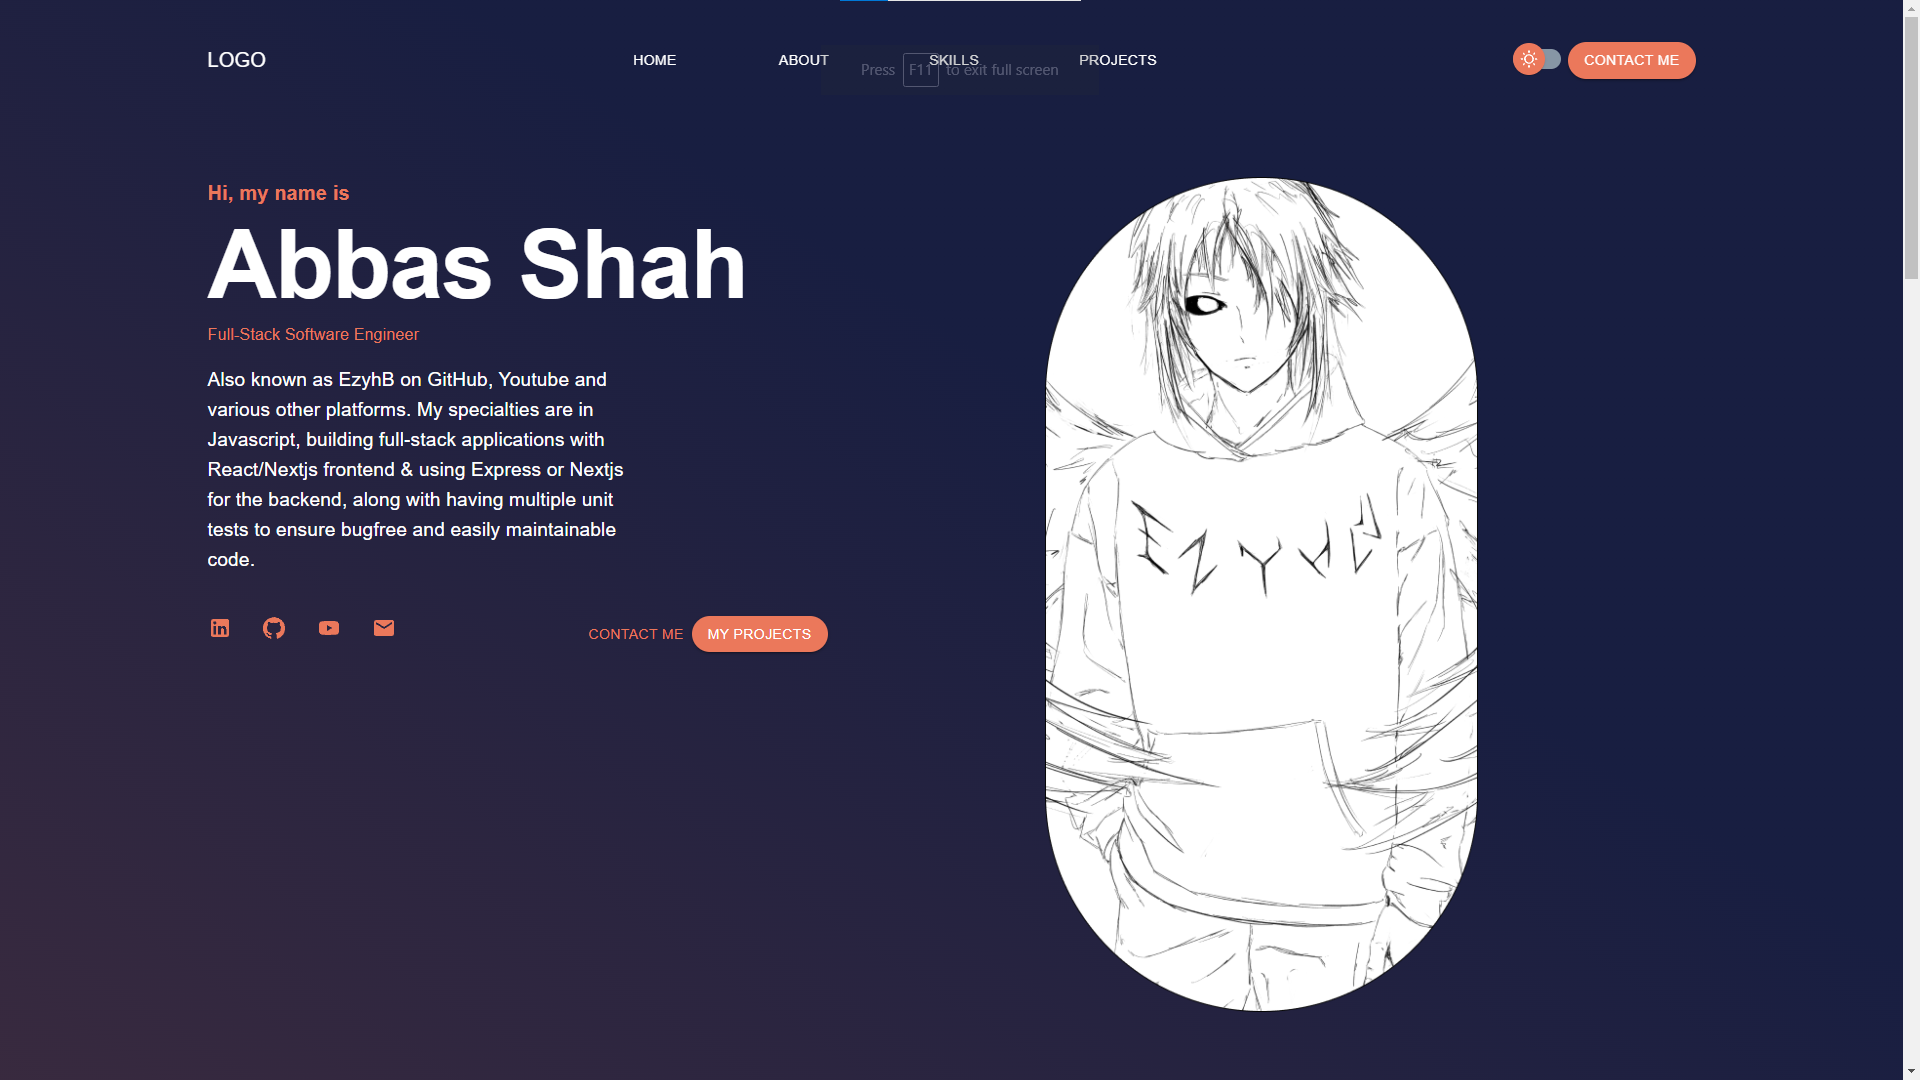 LOGO
HOME
ABOUT
SKILLS
PROJECTS
CONTACT ME
Press F11 to exit full screen
Hi, my name is
Abbas Shah
Full-Stack Software Engineer
Also known as EzyhB on GitHub, Youtube and
various other platforms. My specialties are in
Javascript, building full-stack applications with
React/Nextjs frontend & using Express or Nextjs
for the backend, along with having multiple unit
tests to ensure bugfree and easily maintainable
code.
in
CONTACT ME
MY PROJECTS
EzyhB